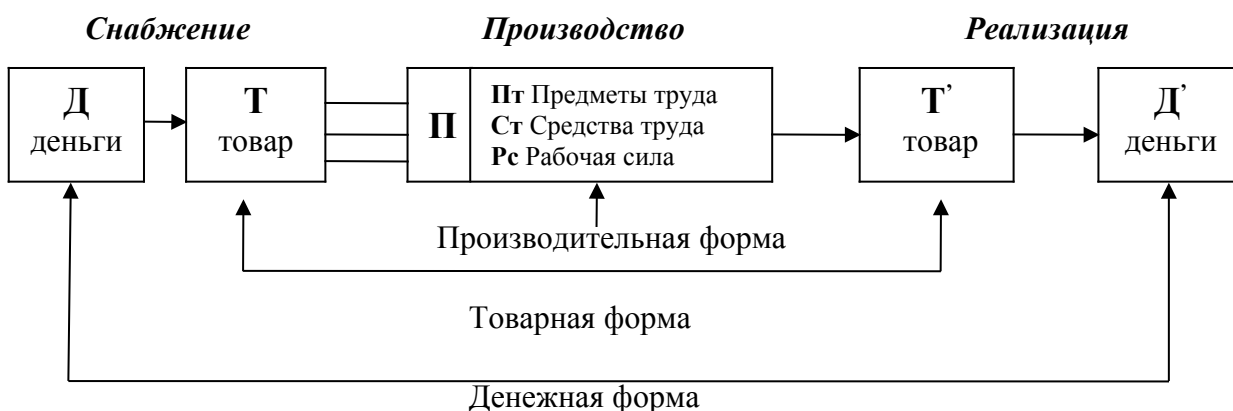 Снабжение
Производство
Реализация
Д
деньги
Т
товар
П
Пт Предметы труда
Ст Средства труда
Рс Рабочая сила
Т’
товар
Д’
деньги
Производительная форма
Товарная форма
Денежная форма